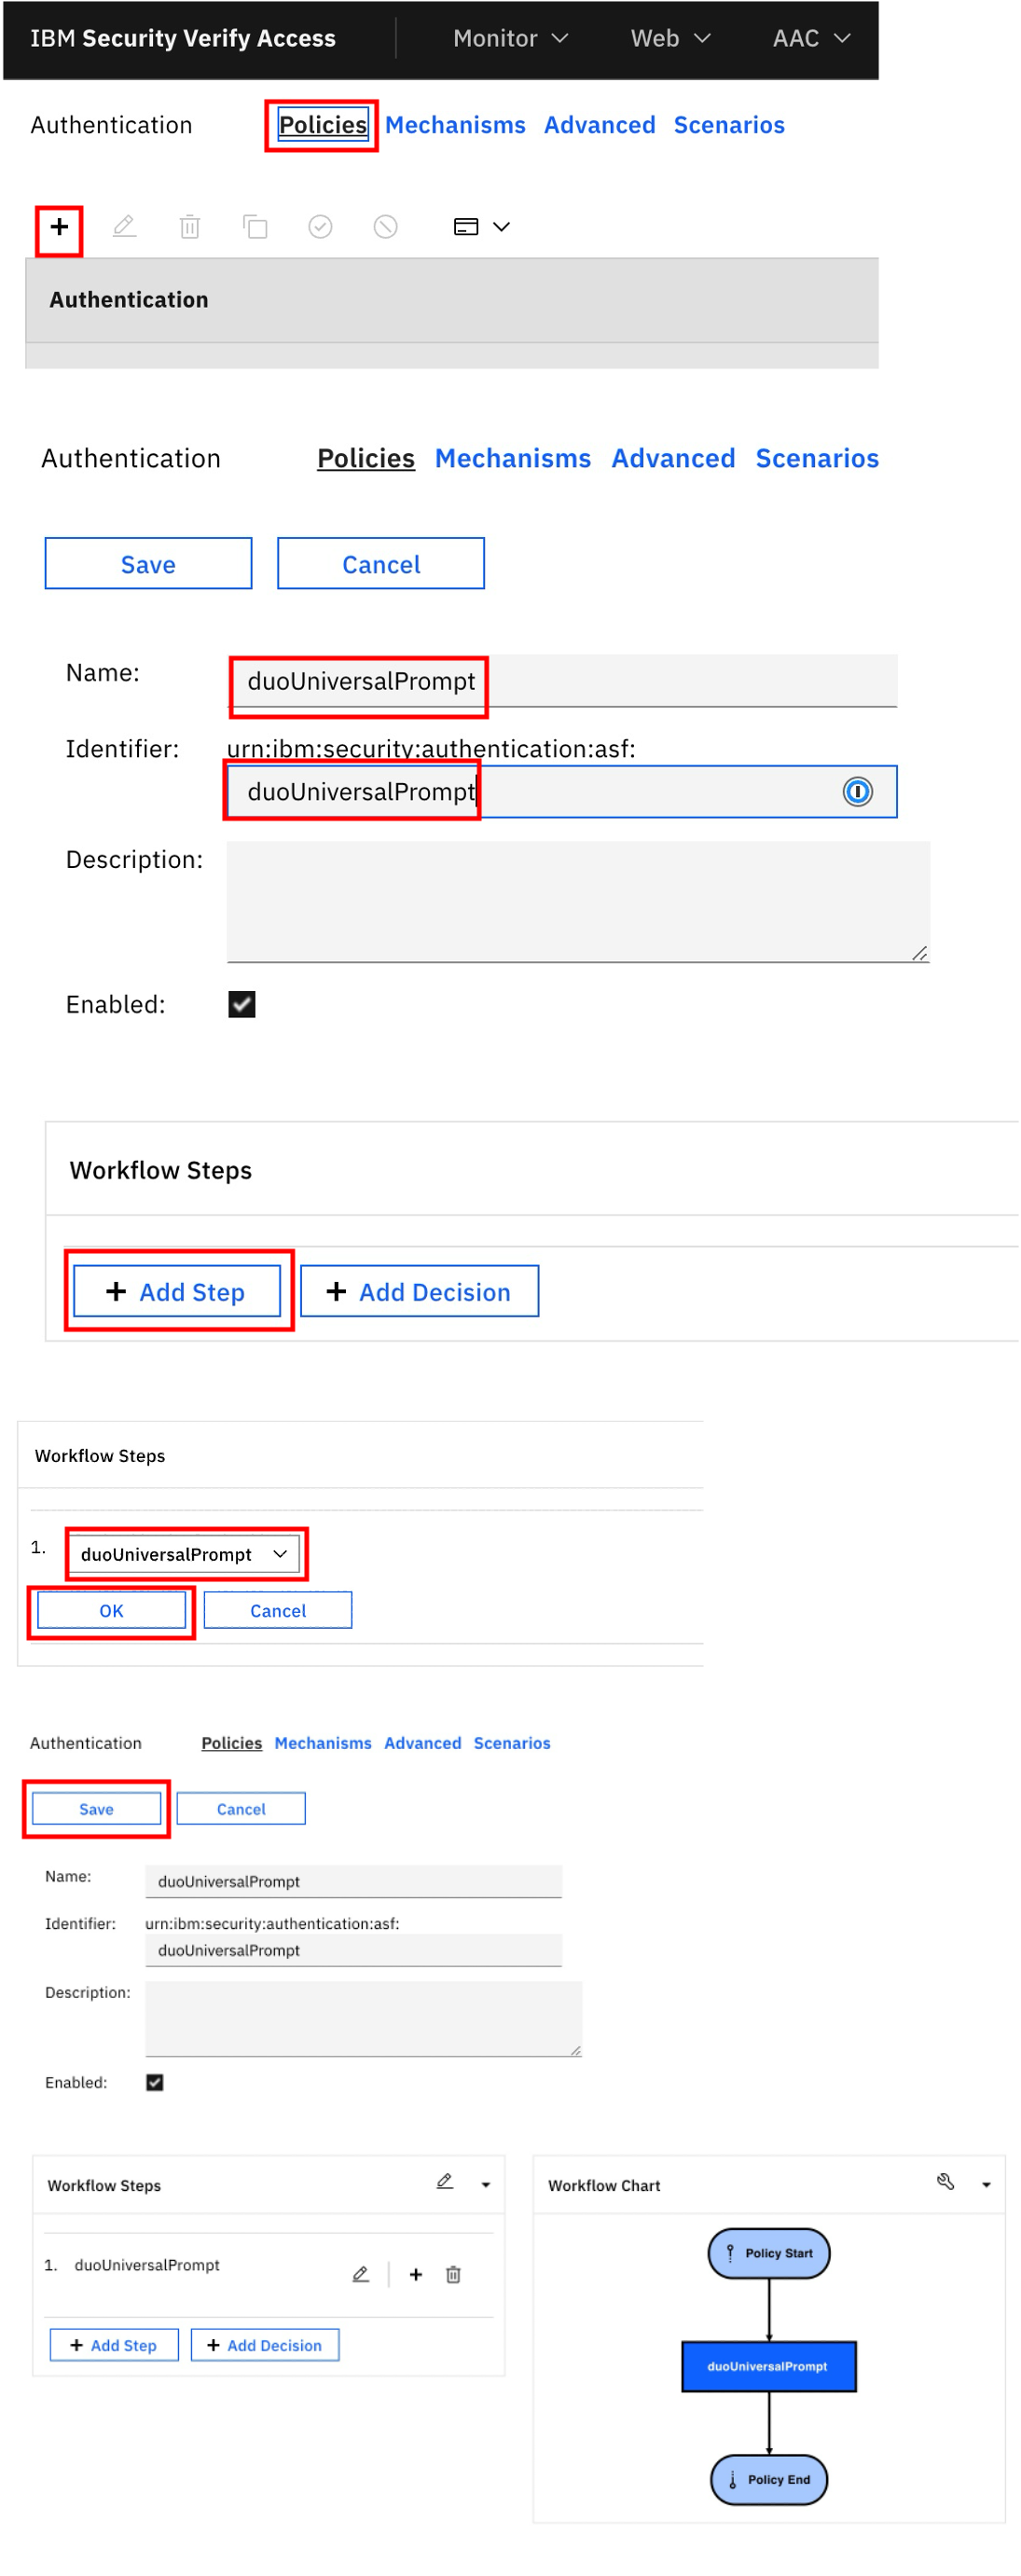 IBM Security Verify Access Monitor Web AAC
Authentication Policies Mechanisms Advanced Scenarios
Authentication
Authentication Policies Mechanisms Advanced Scenarios
Save Cancel
Name: duoUniversalPrompt
Identifier: urn:ibm:security:authentication:asf:
duoUniversalPrompt
Description:
Enabled:
Workflow Steps
+ Add Step + Add Decision
Workflow Steps
1. duoUniversalPrompt
OK Cancel
Authentication Policies Mechanisms Advanced Scenarios
Save Cancel
Name: duoUniversalPrompt
Identifier: urn:ibm:security:authentication:asf:
duoUniversalPrompt
Description:
Enabled:
Workflow Steps
1. duoUniversalPrompt
+ Add Step + Add Decision
Workflow Chart
Policy Start
duoUniversalPrompt
Policy End